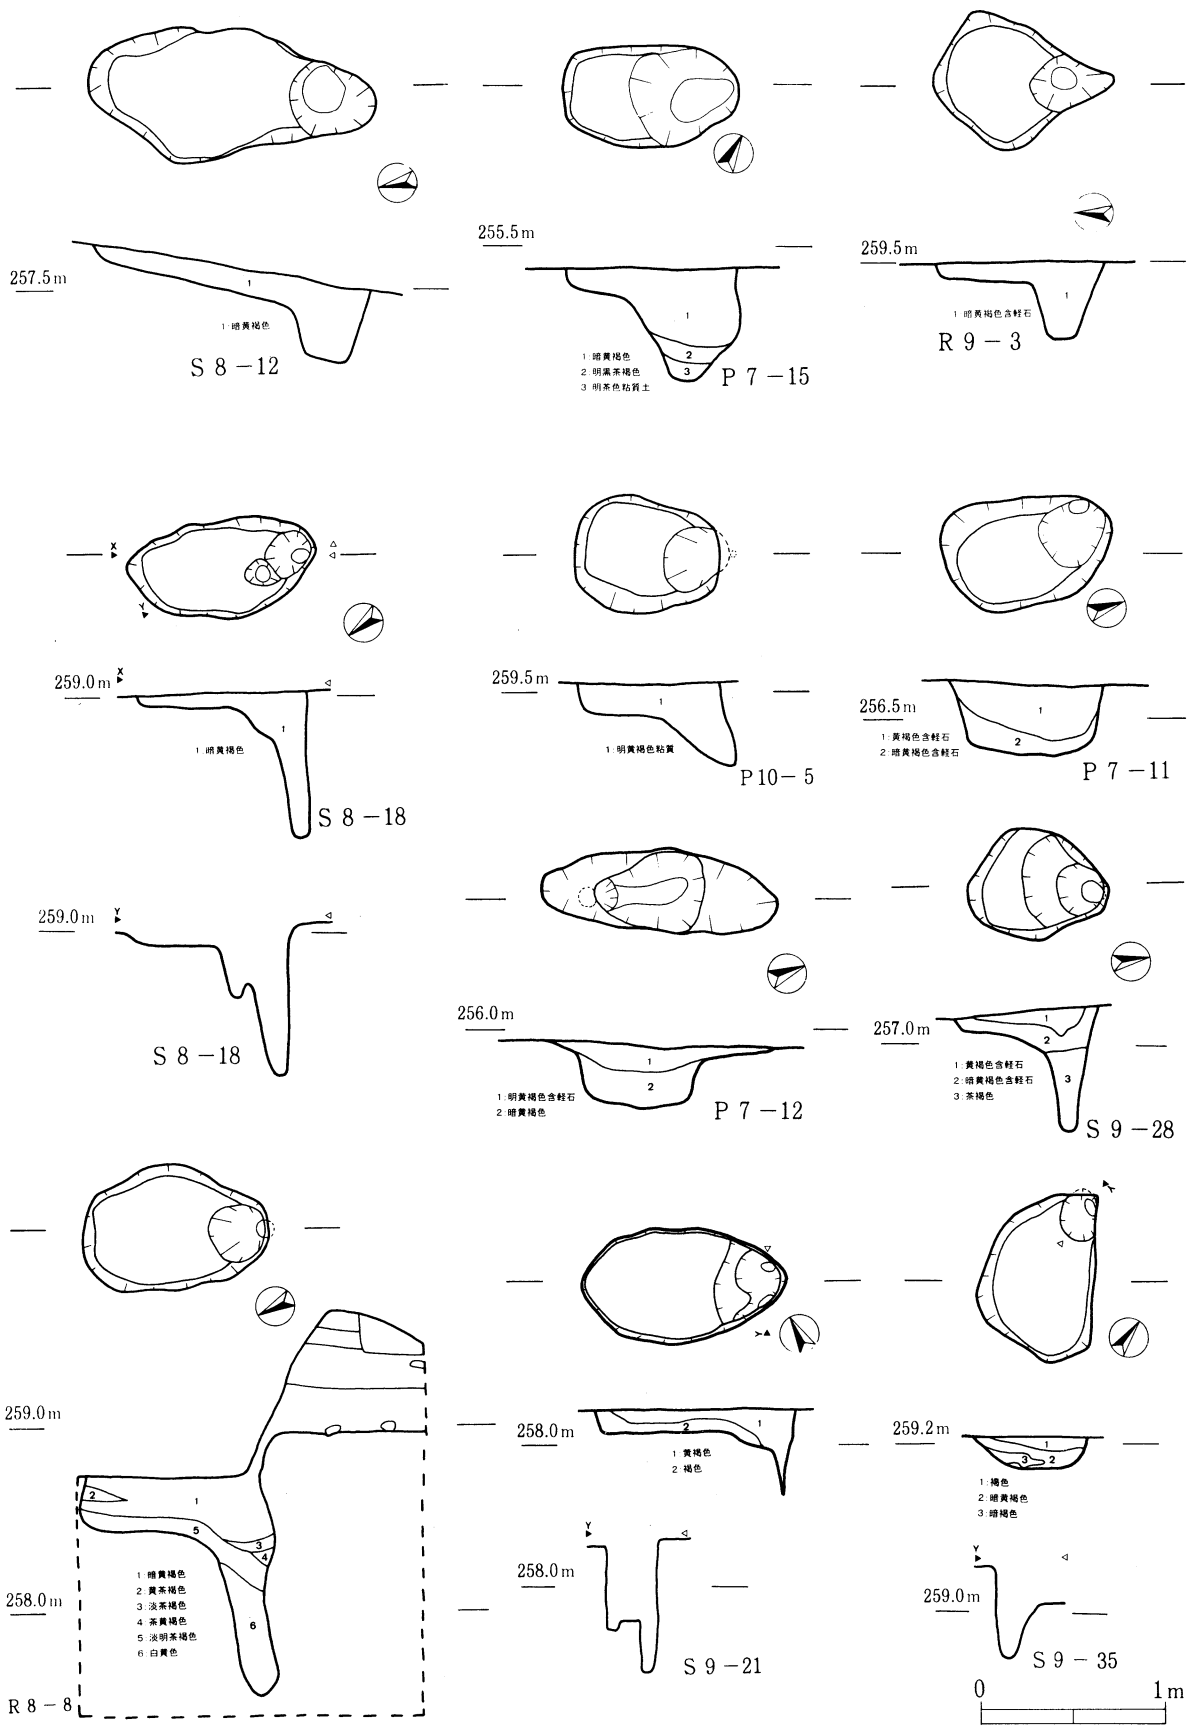 257.5m
1:暗黄褐色
S 8-12
255.5m
1:暗黄褐色
2:明黒茶褐色
3 明茶色粘質土
1
2
3
P 7-15
259.5m
1 暗黄褐色含軽石
1
R 9-3
1
X
Y
X
259.0m
1 暗黄褐色
1
S 8-18
Y
259.0m
S 8-18
259.5m
1
1:明黄褐色粘質
P10-5
256.5m
1
2
1:黄褐色含軽石
2:暗黄褐色含軽石
P 7-11
256.0m
1
2
1:明黄褐色含軽石
2:暗黄褐色
P 7-12
257.0m
1
2
3
1:黄褐色含軽石
2:暗黄褐色含軽石
3:茶褐色
S 9-28
259.0m
2
1
5
3
4
6
1:暗黄褐色
2:黄茶褐色
3:淡茶褐色
4:茶黄褐色
5:淡明茶褐色
6:白黄色
258.0m
R 8-8
Y
258.0m
1
2
1 黄褐色
2:褐色
Y
258.0m
S 9-21
Y
259.2m
1
3
2
1:褐色
2:暗黄褐色
3:暗褐色
Y
259.0m
S 9-35
0
1m